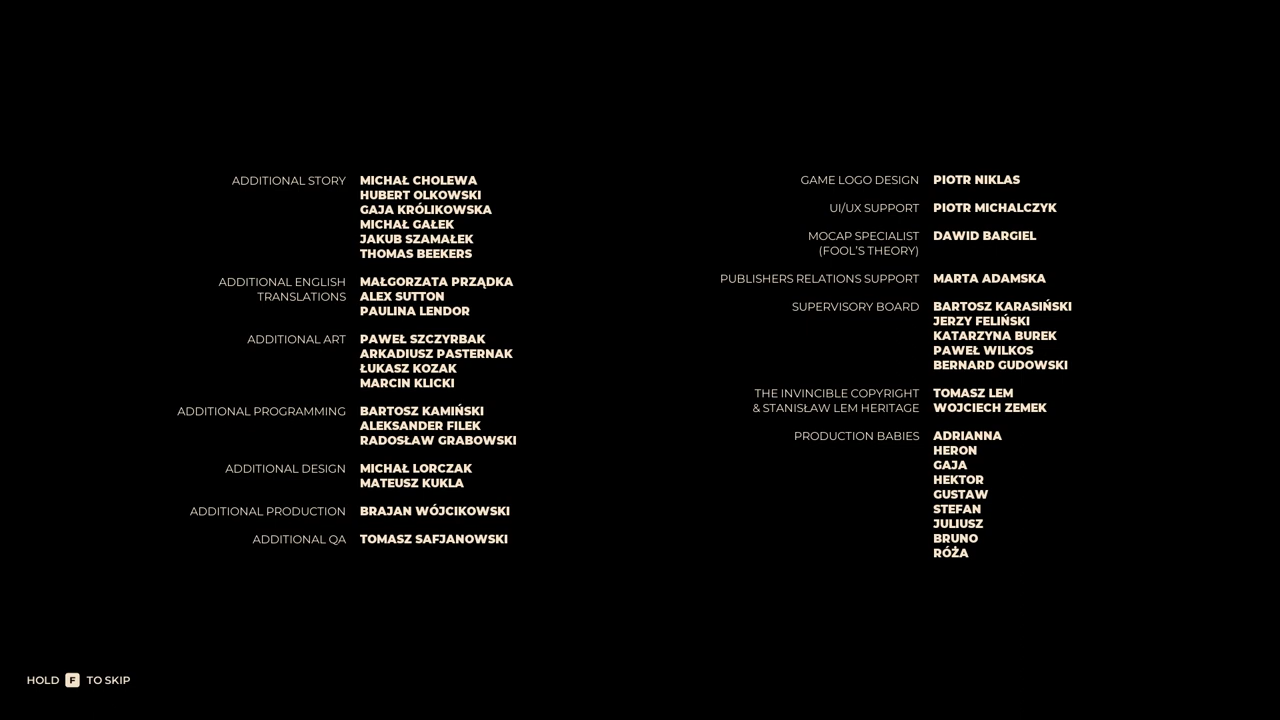 ADDITIONAL STORY MICHAŁ CHOLEWA
HUBERT OLKOWSKI
GAJA KRÓLIKOWSKA
MICHAŁ GAŁEK
JAKUB SZAMAŁEK
THOMAS BEEKERS
ADDITIONAL ENGLISH MAŁGORZATA PRZĄDKA
TRANSLATIONS ALEX SUTTON
PAULINA LENDOR
ADDITIONAL ART PAWEŁ SZCZYRBAK
ARKADIUSZ PASTERNAK
ŁUKASZ KOZAK
MARCIN KLICKI
ADDITIONAL PROGRAMMING BARTOSZ KAMIŃSKI
ALEKSANDER FILEK
RADOSŁAW GRABOWSKI
ADDITIONAL DESIGN MICHAŁ LORCZAK
MATEUSZ KUKLA
ADDITIONAL PRODUCTION BRAJAN WÓJCIKOWSKI
ADDITIONAL QA TOMASZ SAFJANOWSKI
GAME LOGO DESIGN PIOTR NIKLAS
UI/UX SUPPORT PIOTR MICHALCZYK
MOCAP SPECIALIST DAWID BARGIEL
(FOOL'S THEORY)
PUBLISHERS RELATIONS SUPPORT MARTA ADAMSKA
SUPERVISORY BOARD BARTOSZ KARASIŃSKI
JERZY FELIŃSKI
KATARZYNA BUREK
PAWEŁ WILKOS
BERNARD GUDOWSKI
THE INVINCIBLE COPYRIGHT TOMASZ LEM
& STANISŁAW LEM HERITAGE WOJCIECH ZEMEK
PRODUCTION BABIES ADRIANNA
HERON
GAJA
HEKTOR
GUSTAW
STEFAN
JULIUSZ
BRUNO
RÓŻA
HOLD F TO SKIP